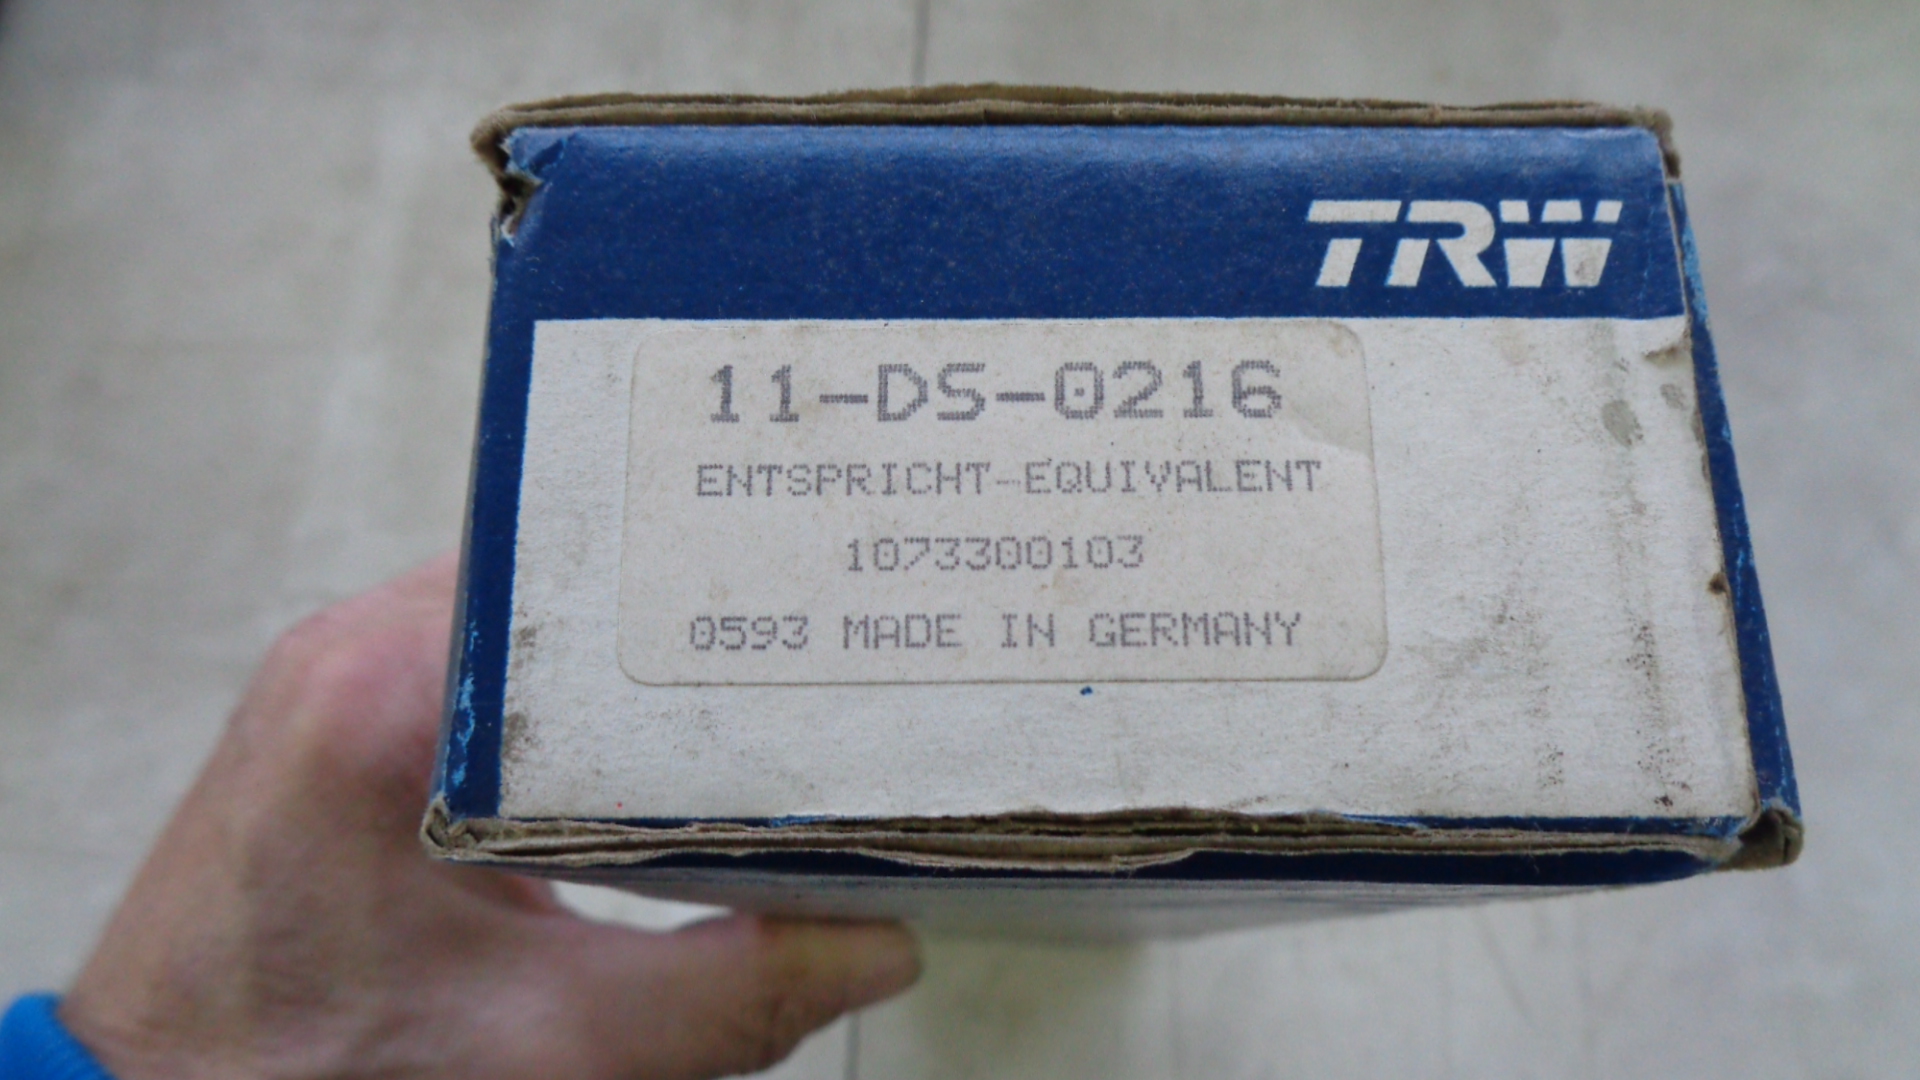 TRW
11-DS-0216
ENTSPRICHT-EQUIVALENT
1073300103
0593 MADE IN GERMANY